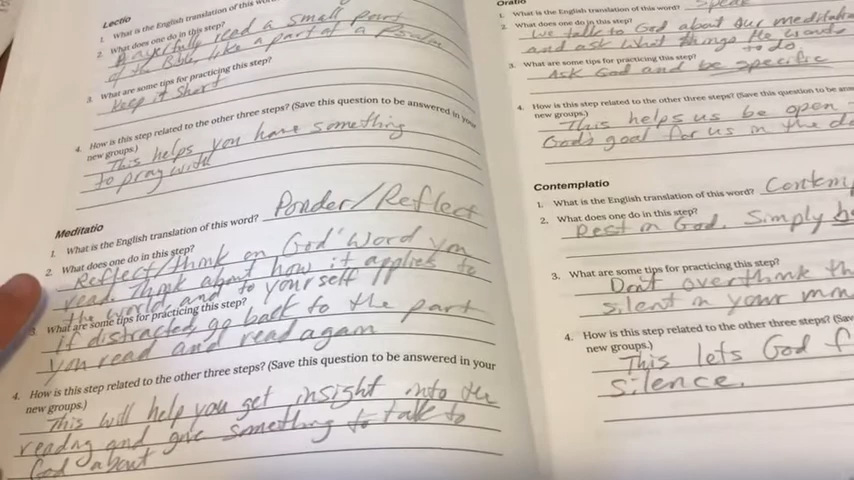 Lectio
1. What is the English translation of this wor
2. What does one do in this step?
Prayerfully read a small part
of the Bible, like a part of a Psalm
3. What are some tips for practicing this step?
Keep it short
4. How is this step related to the other three steps? (Save this question to be answered in your
new groups.)
This helps you have something
to pray with
Meditatio
1. What is the English translation of this word? Ponder/Reflect
2. What does one do in this step?
Reflect/think on God' Word you
read. Think about how it applies to
the world, and to yourself
3. What are some tips for practicing this step?
if distracted, go back to the part
you read and read again
4. How is this step related to the other three steps? (Save this question to be answered in your
new groups.)
This will help you get insight into the
readng and give something to talk to
God about
Oratio
1. What is the English translation of this word? Speak
2. What does one do in this step?
We talk to God about our meditatio
and ask what things He wants
to do
3. What are some tips for practicing this step?
Ask God and be specific
4. How is this step related to the other three steps? (Save this question to be
new groups.)
This helps us be open
God's goal for us in the
Contemplatio
1. What is the English translation of this word? Contemp
2. What does one do in this step?
Rest in God. Simply
3. What are some tips for practicing this step?
Don't overthink th
silent in your
4. How is this step related to the other three steps? (Sav
new groups.)
This lets God f
silence.